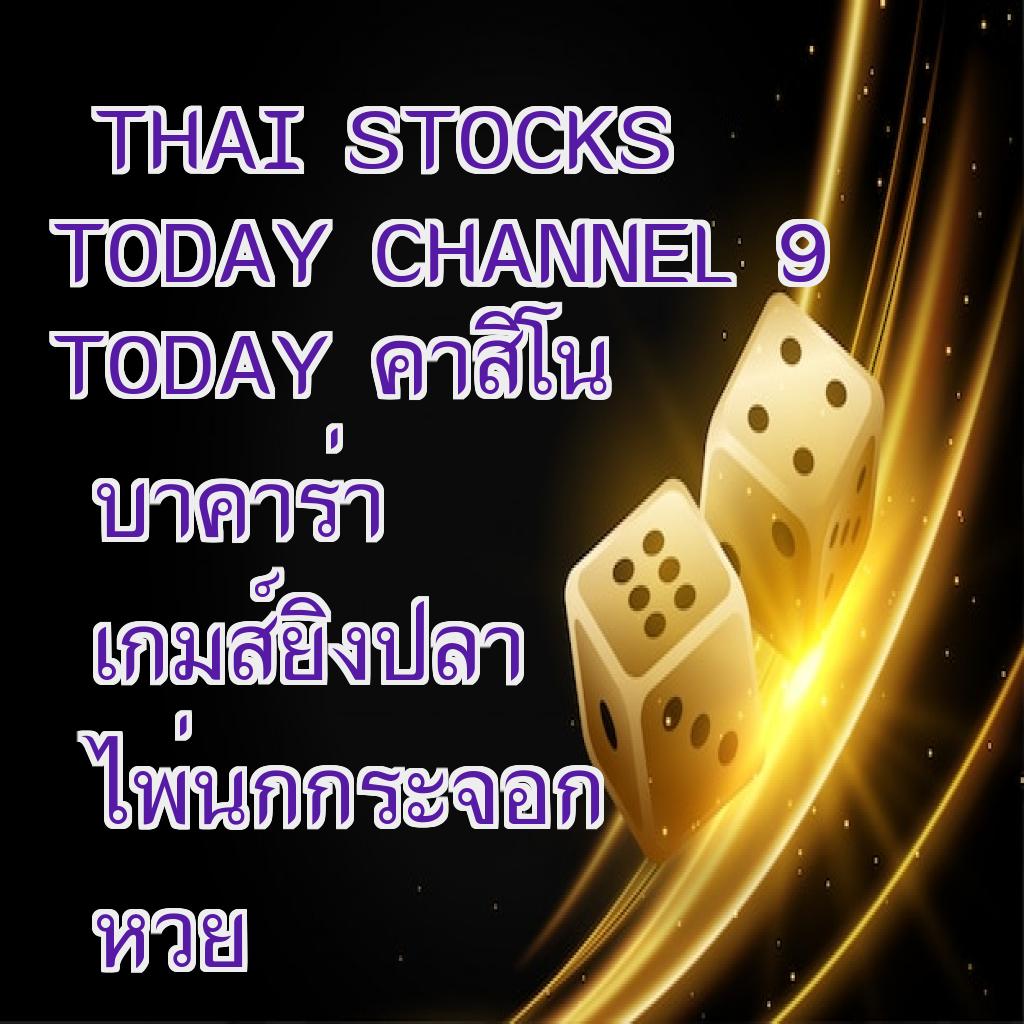 THAI STOCKS
TODAY CHANNEL 9
TODAY คาสิโน
บาคาร่า
เกมส์ยิงปลา
ไพ่นกกระจอก
หวย